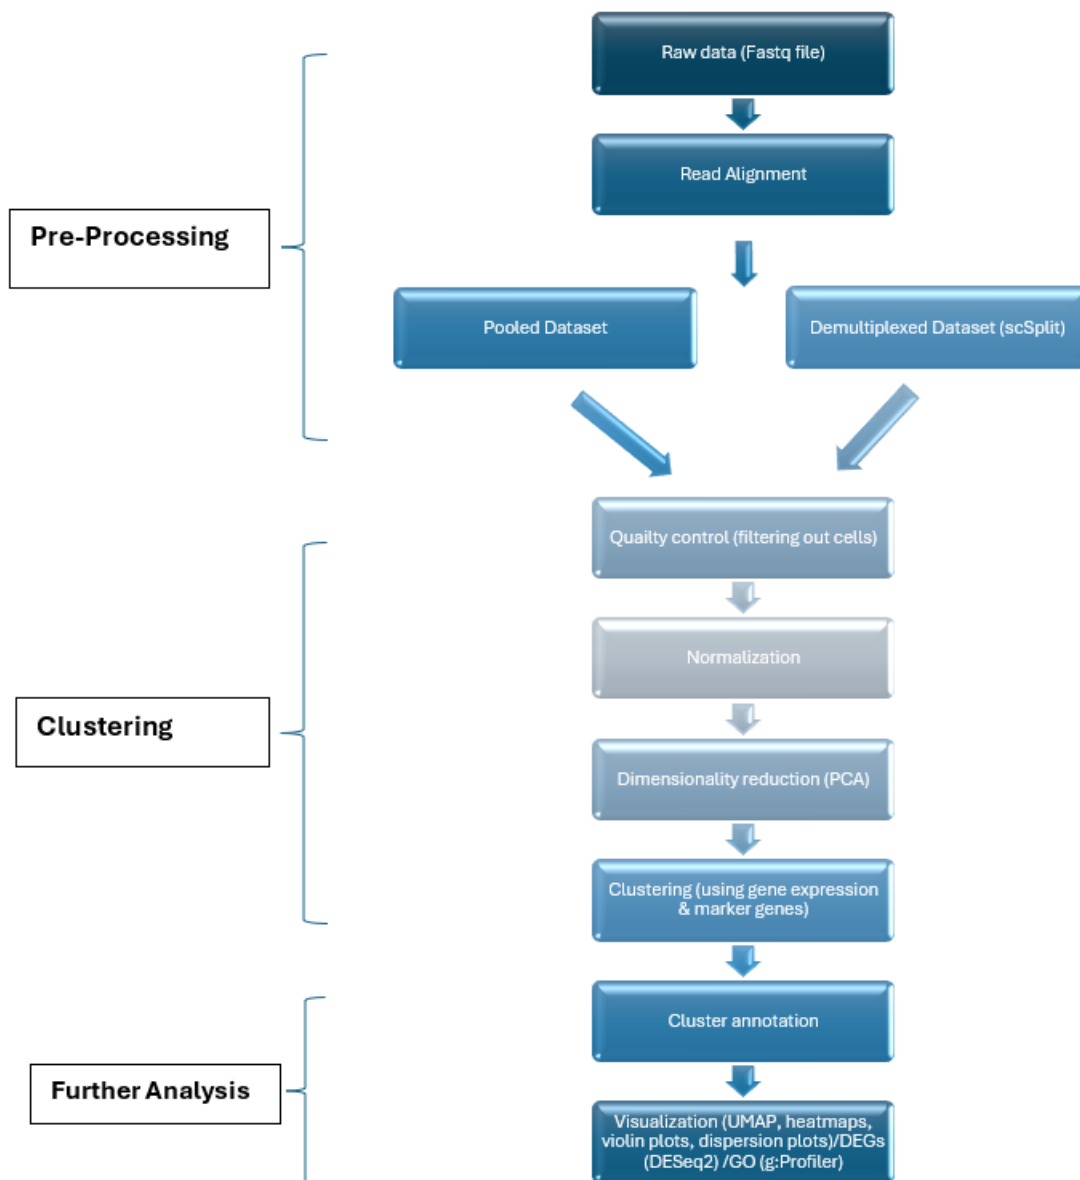 Raw data (Fastq file)
Read Alignment
Pre-Processing
Pooled Dataset
Demultiplexed Dataset (scSplit)
Quailty control (filtering out cells)
Normalization
Clustering
Dimensionality reduction (PCA)
Clustering (using gene expression
& marker genes)
Cluster annotation
Further Analysis
Visualization (UMAP, heatmaps,
violin plots, dispersion plots)/DEGs
(DESeq2) /GO (g:Profiler)